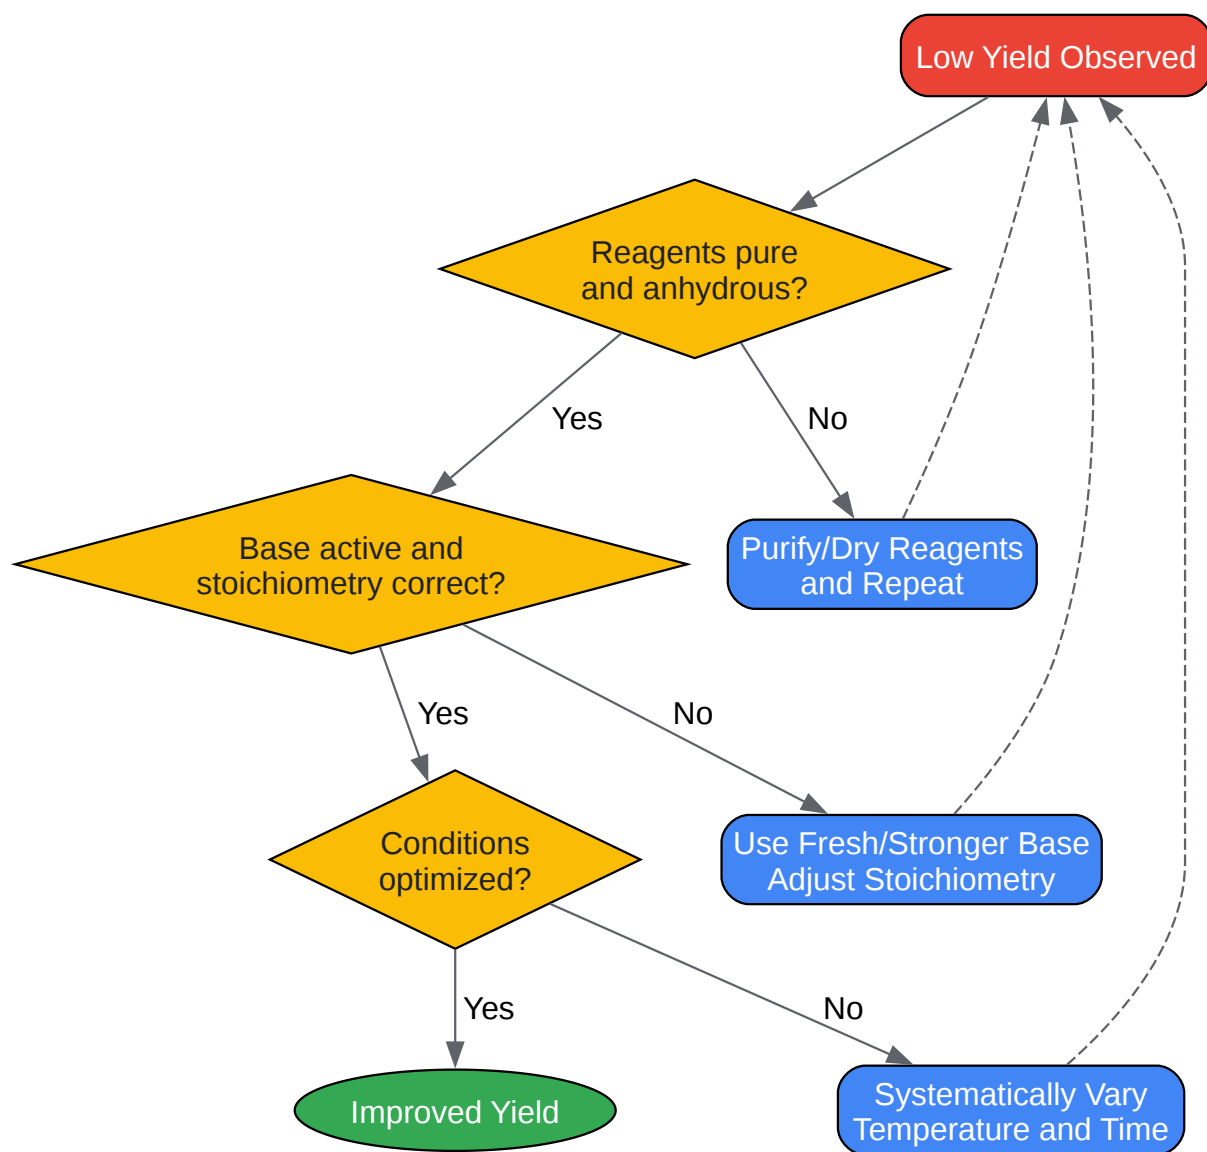 Low Yield Observed
Reagents pure
and anhydrous?
Yes
No
Base active and
stoichiometry correct?
Purify/Dry Reagents
and Repeat
Yes
No
Conditions
optimized?
Use Fresh/Stronger Base
Adjust Stoichiometry
Yes
No
Improved Yield
Systematically Vary
Temperature and Time